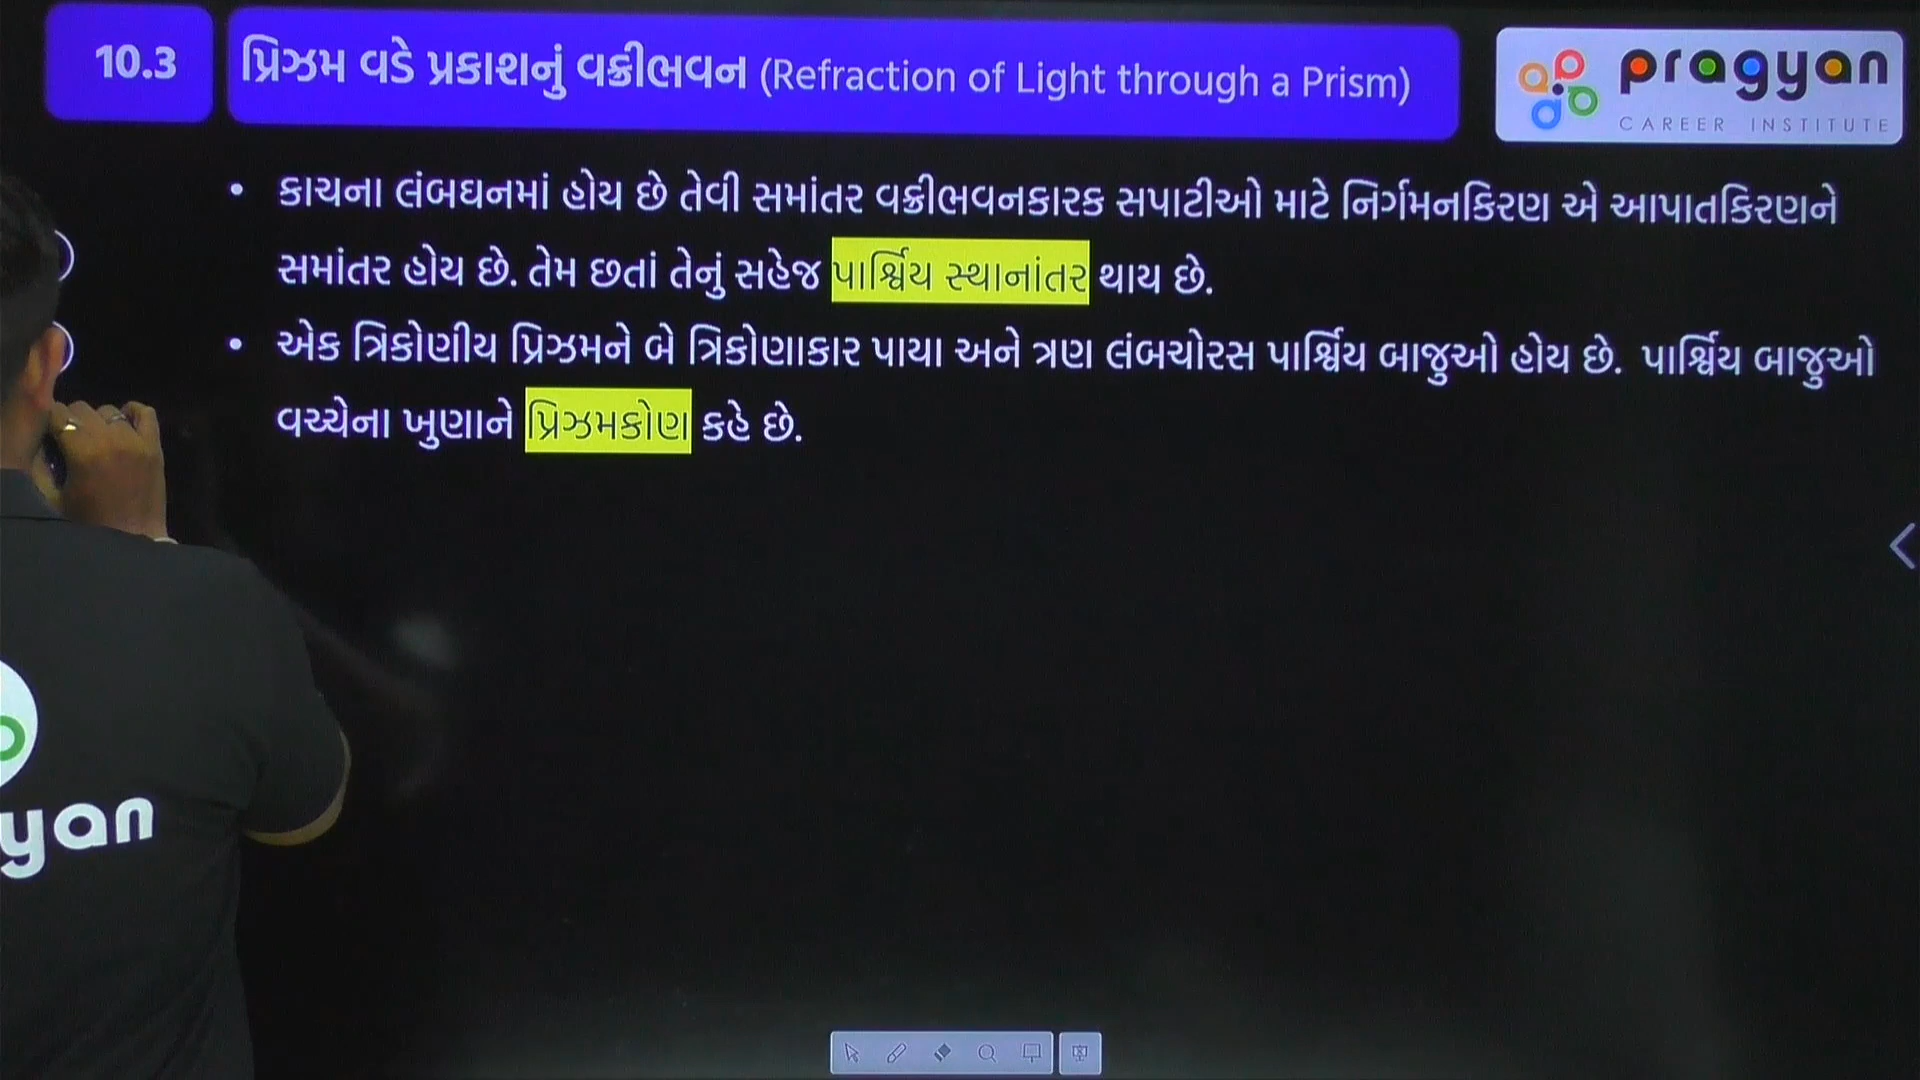 10.3
પ્રિઝમ વડે પ્રકાશનું વક્રીભવન (Refraction of Light through a Prism)
pragyan
CAREER INSTITUTE
• કાચના લંબઘનમાં હોય છે તેવી સમાંતર વક્રીભવનકારક સપાટીઓ માટે નિર્ગમનકિરણ એ આપાતકિરણને
સમાંતર હોય છે. તેમ છતાં તેનું સહેજ પાર્શ્વિય સ્થાનાંતર થાય છે.
• એક ત્રિકોણીય પ્રિઝમને બે ત્રિકોણાકાર પાયા અને ત્રણ લંબચોરસ પાર્શ્વિય બાજુઓ હોય છે. પાર્શ્વિય બાજુઓ
વચ્ચેના ખુણાને પ્રિઝમકોણ કહે છે.
yan